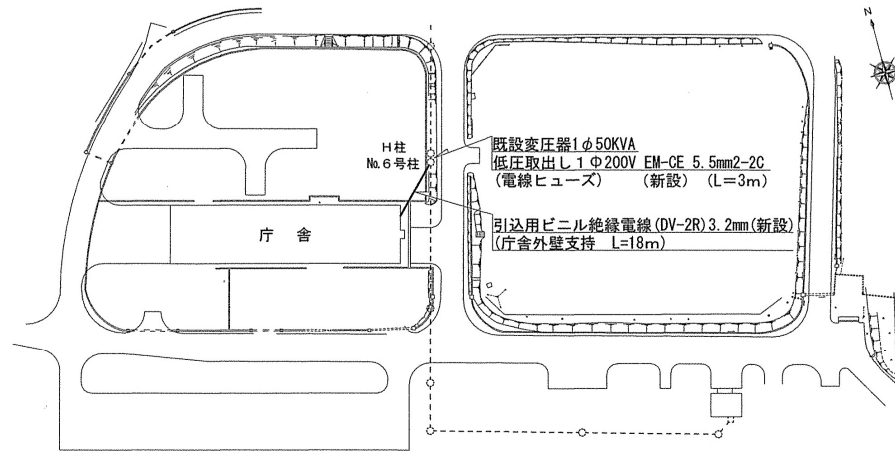 N
H柱
No.6号柱
既設変圧器1φ50KVA
低圧取出し１Φ200V EM-CE 5.5mm2-2C
(電線ヒューズ) (新設) (L=3m)
引込用ビニル絶縁電線(DV-2R)3.2mm(新設)
(庁舎外壁支持 L=18m)
庁舎